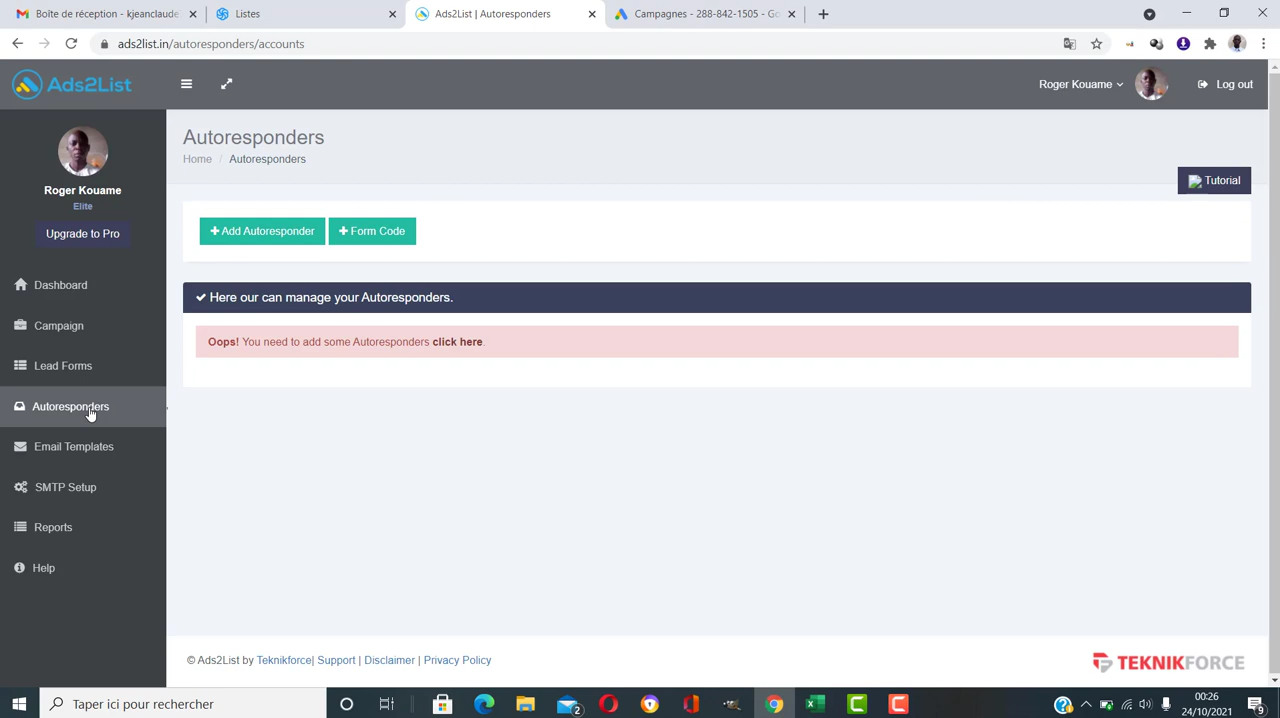 Boîte de réception - kjeanclaude
Listes
Ads2List | Autoresponders
Campagnes - 288-842-1505 - Go
ads2list.in/autoresponders/accounts
Ads2List
Roger Kouame
Log out
Roger Kouame
Elite
Upgrade to Pro
Dashboard
Campaign
Lead Forms
Autoresponders
Email Templates
SMTP Setup
Reports
Help
Autoresponders
Home / Autoresponders
Tutorial
+ Add Autoresponder
+ Form Code
Here our can manage your Autoresponders.
Oops! You need to add some Autoresponders click here.
© Ads2List by Teknikforce| Support | Disclaimer | Privacy Policy
TEKNIKFORCE
Taper ici pour rechercher
2
00:26
24/10/2021
9